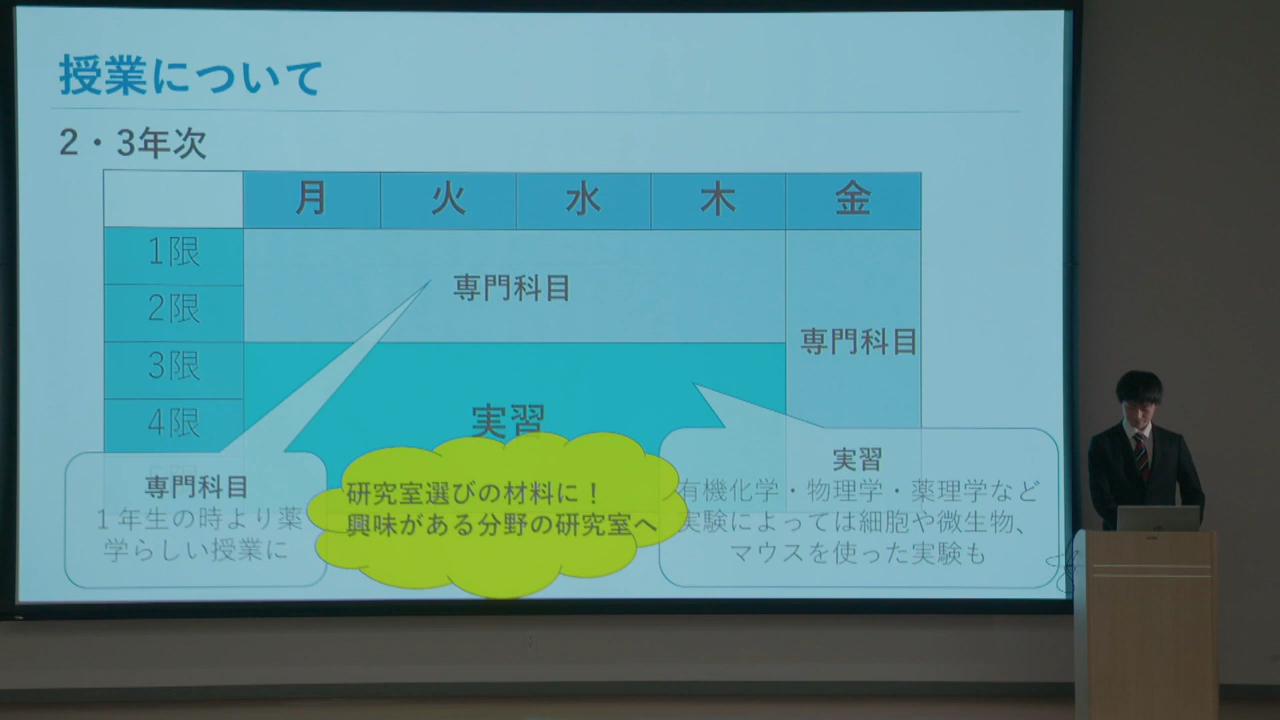 授業について
2・3年次
月 火 水 木 金
1限
2限
3限
4限
専門科目
専門科目
実習
専門科目
1年生の時より薬
学らしい授業に
研究室選びの材料に！
興味がある分野の研究室へ
実習
有機化学・物理学・薬理学など
実験によっては細胞や微生物、
マウスを使った実験も